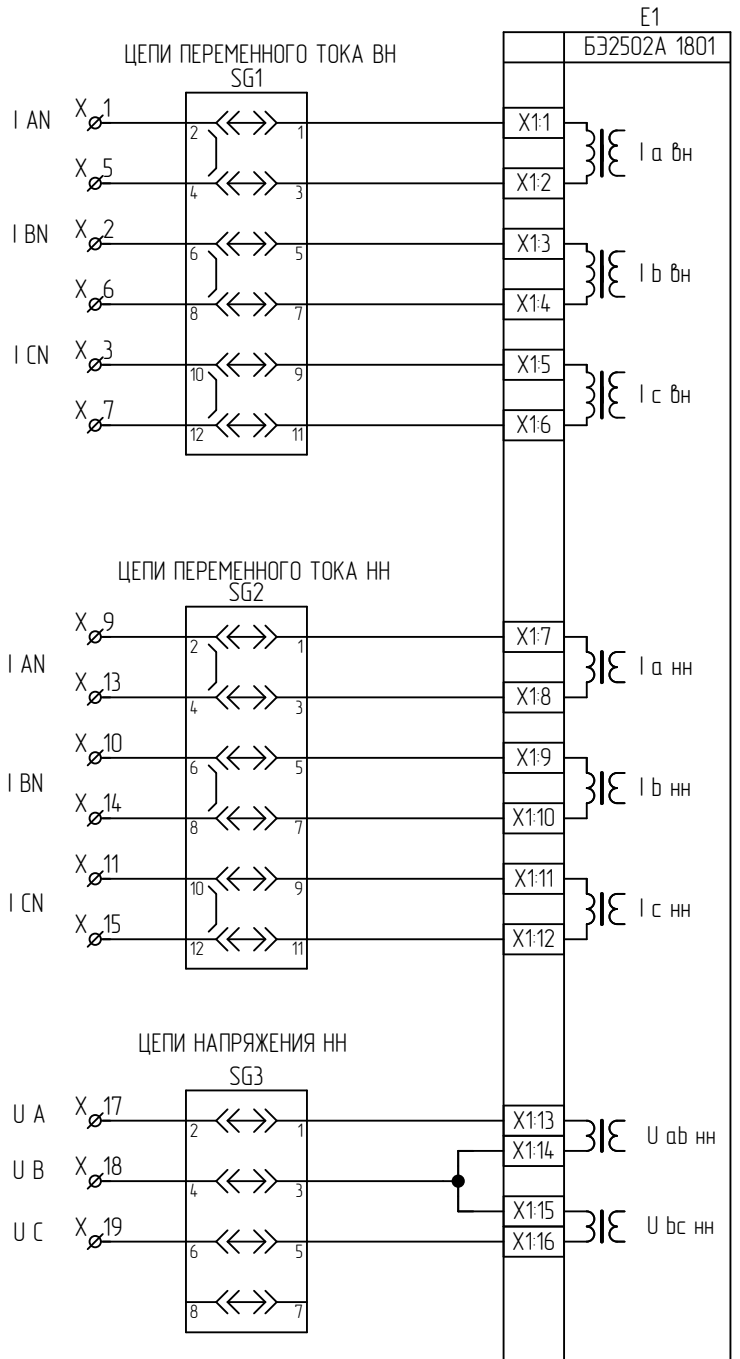 E1
БЭ2502А 1801
ЦЕПИ ПЕРЕМЕННОГО ТОКА ВН
SG1
I AN X 1 2 1 X1:1
I a вн
X 5 4 3 X1:2
I BN X 2 6 5 X1:3
I b вн
X 6 8 7 X1:4
I CN X 3 10 9 X1:5
I c вн
X 7 12 11 X1:6
ЦЕПИ ПЕРЕМЕННОГО ТОКА НН
SG2
X 9 2 1 X1:7
I AN I a нн
X 13 4 3 X1:8
X 10 6 5 X1:9
I BN I b нн
X 14 8 7 X1:10
X 11 10 9 X1:11
I CN I c нн
X 15 12 11 X1:12
ЦЕПИ НАПРЯЖЕНИЯ НН
SG3
U A X 17 2 1 X1:13
U ab нн
X1:14
U B X 18 4 3
X1:15
U bc нн
U C X 19 6 5 X1:16
8 7